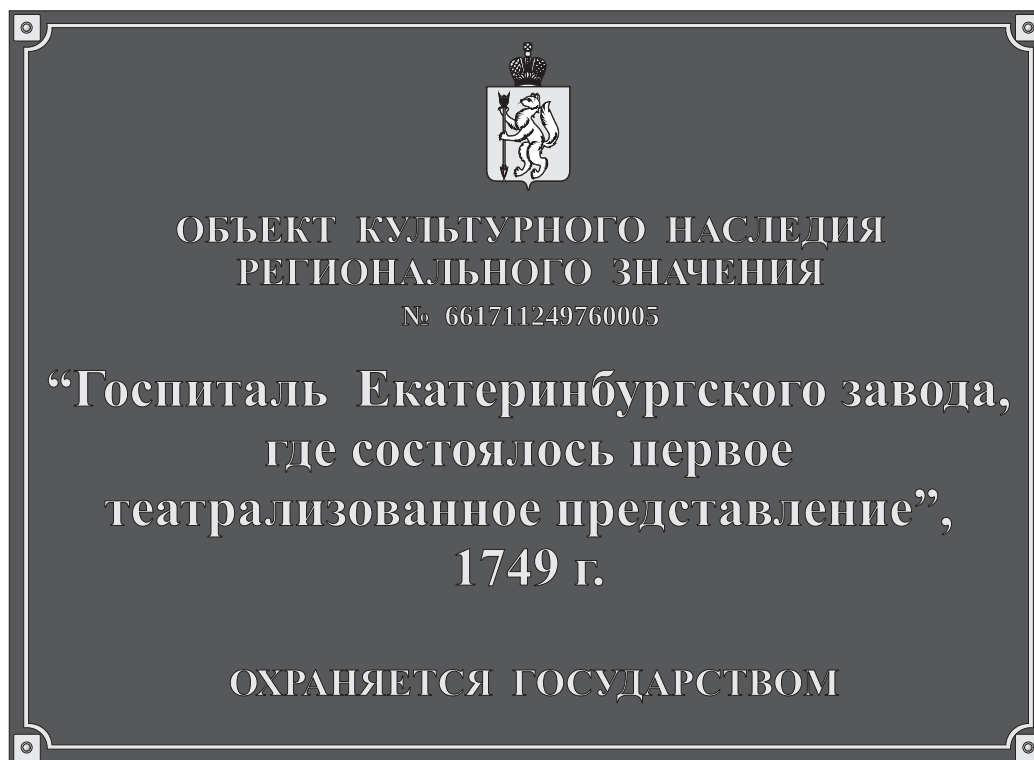 ОБЪЕКТ КУЛЬТУРНОГО НАСЛЕДИЯ
РЕГИОНАЛЬНОГО ЗНАЧЕНИЯ
№ 661711249760005
“Госпиталь Екатеринбургского завода,
где состоялось первое
театрализованное представление”,
1749 г.
ОХРАНЯЕТСЯ ГОСУДАРСТВОМ